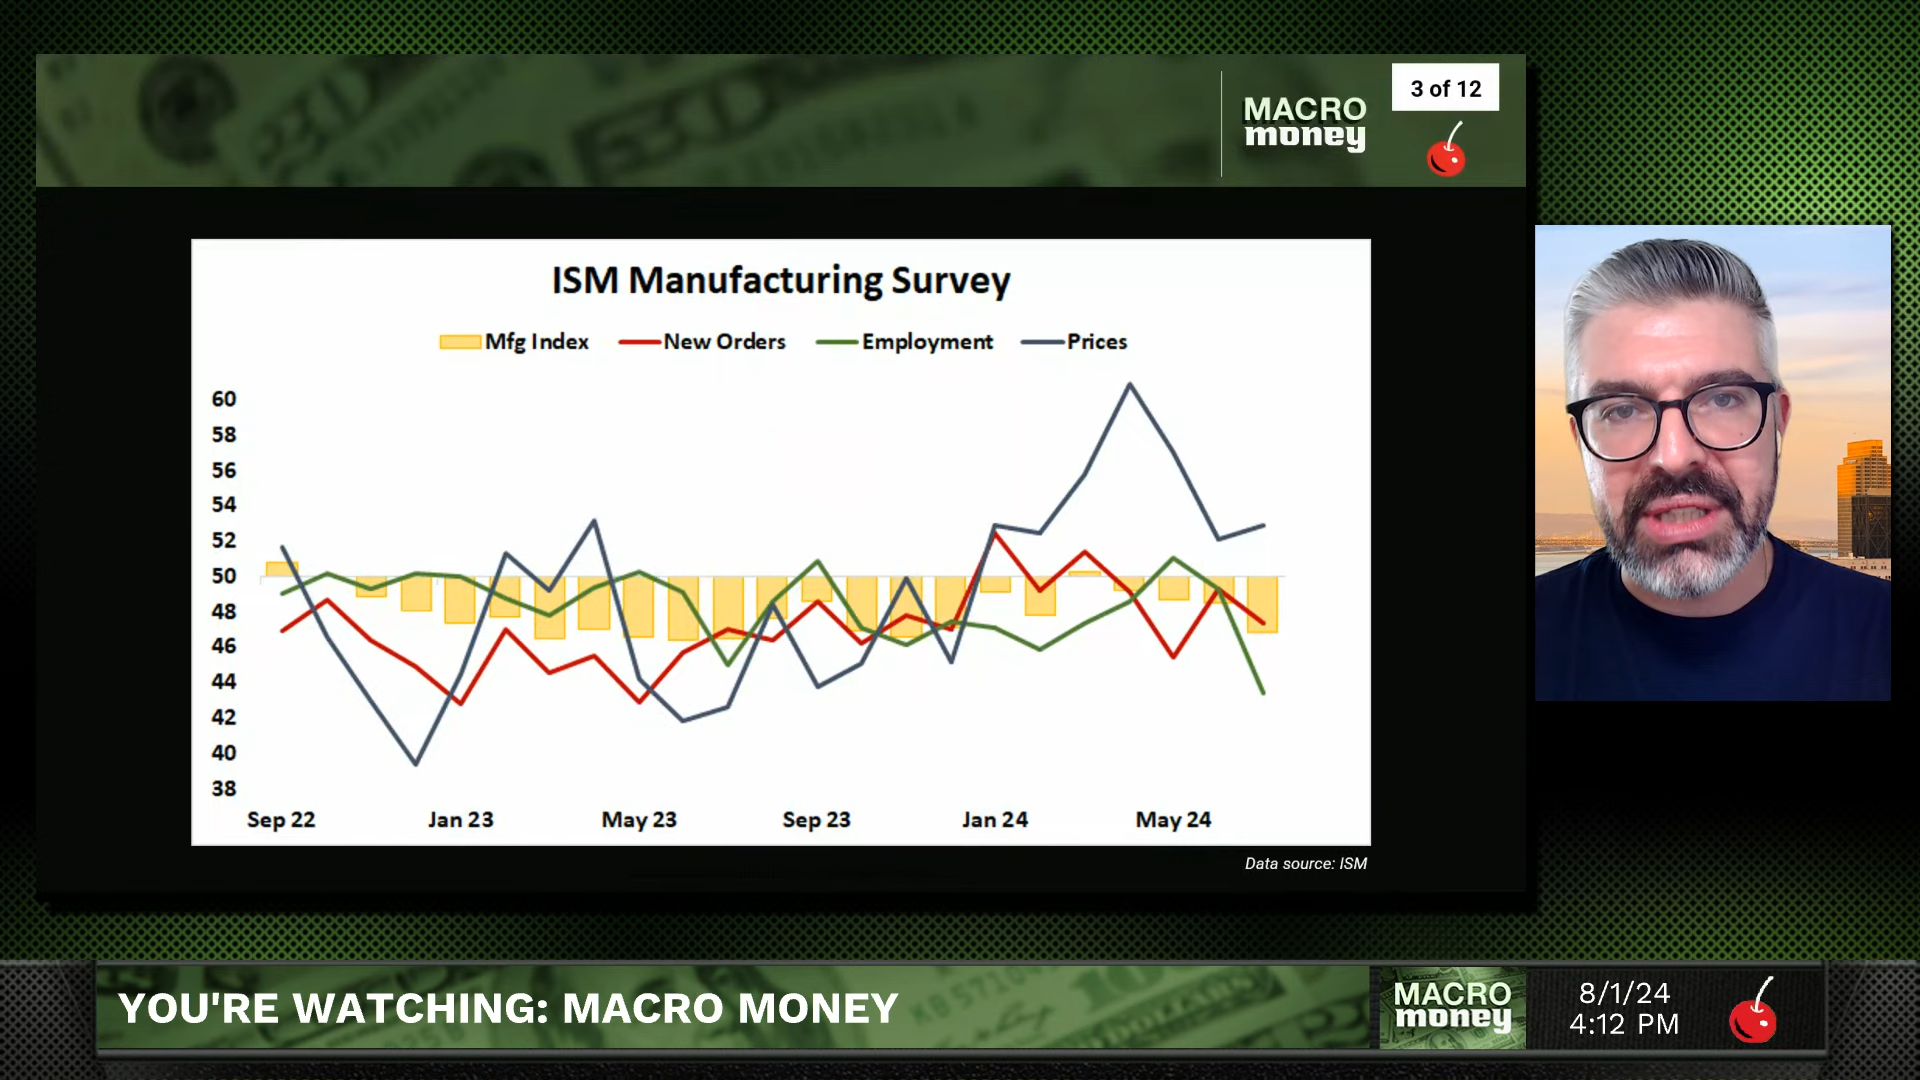 MACRO
money
3 of 12
ISM Manufacturing Survey
Mfg Index New Orders Employment Prices
60
58
56
54
52
50
48
46
44
42
40
38
Sep 22 Jan 23 May 23 Sep 23 Jan 24 May 24
Data source: ISM
YOU'RE WATCHING: MACRO MONEY
MACRO
money
8/1/24
4:12 PM